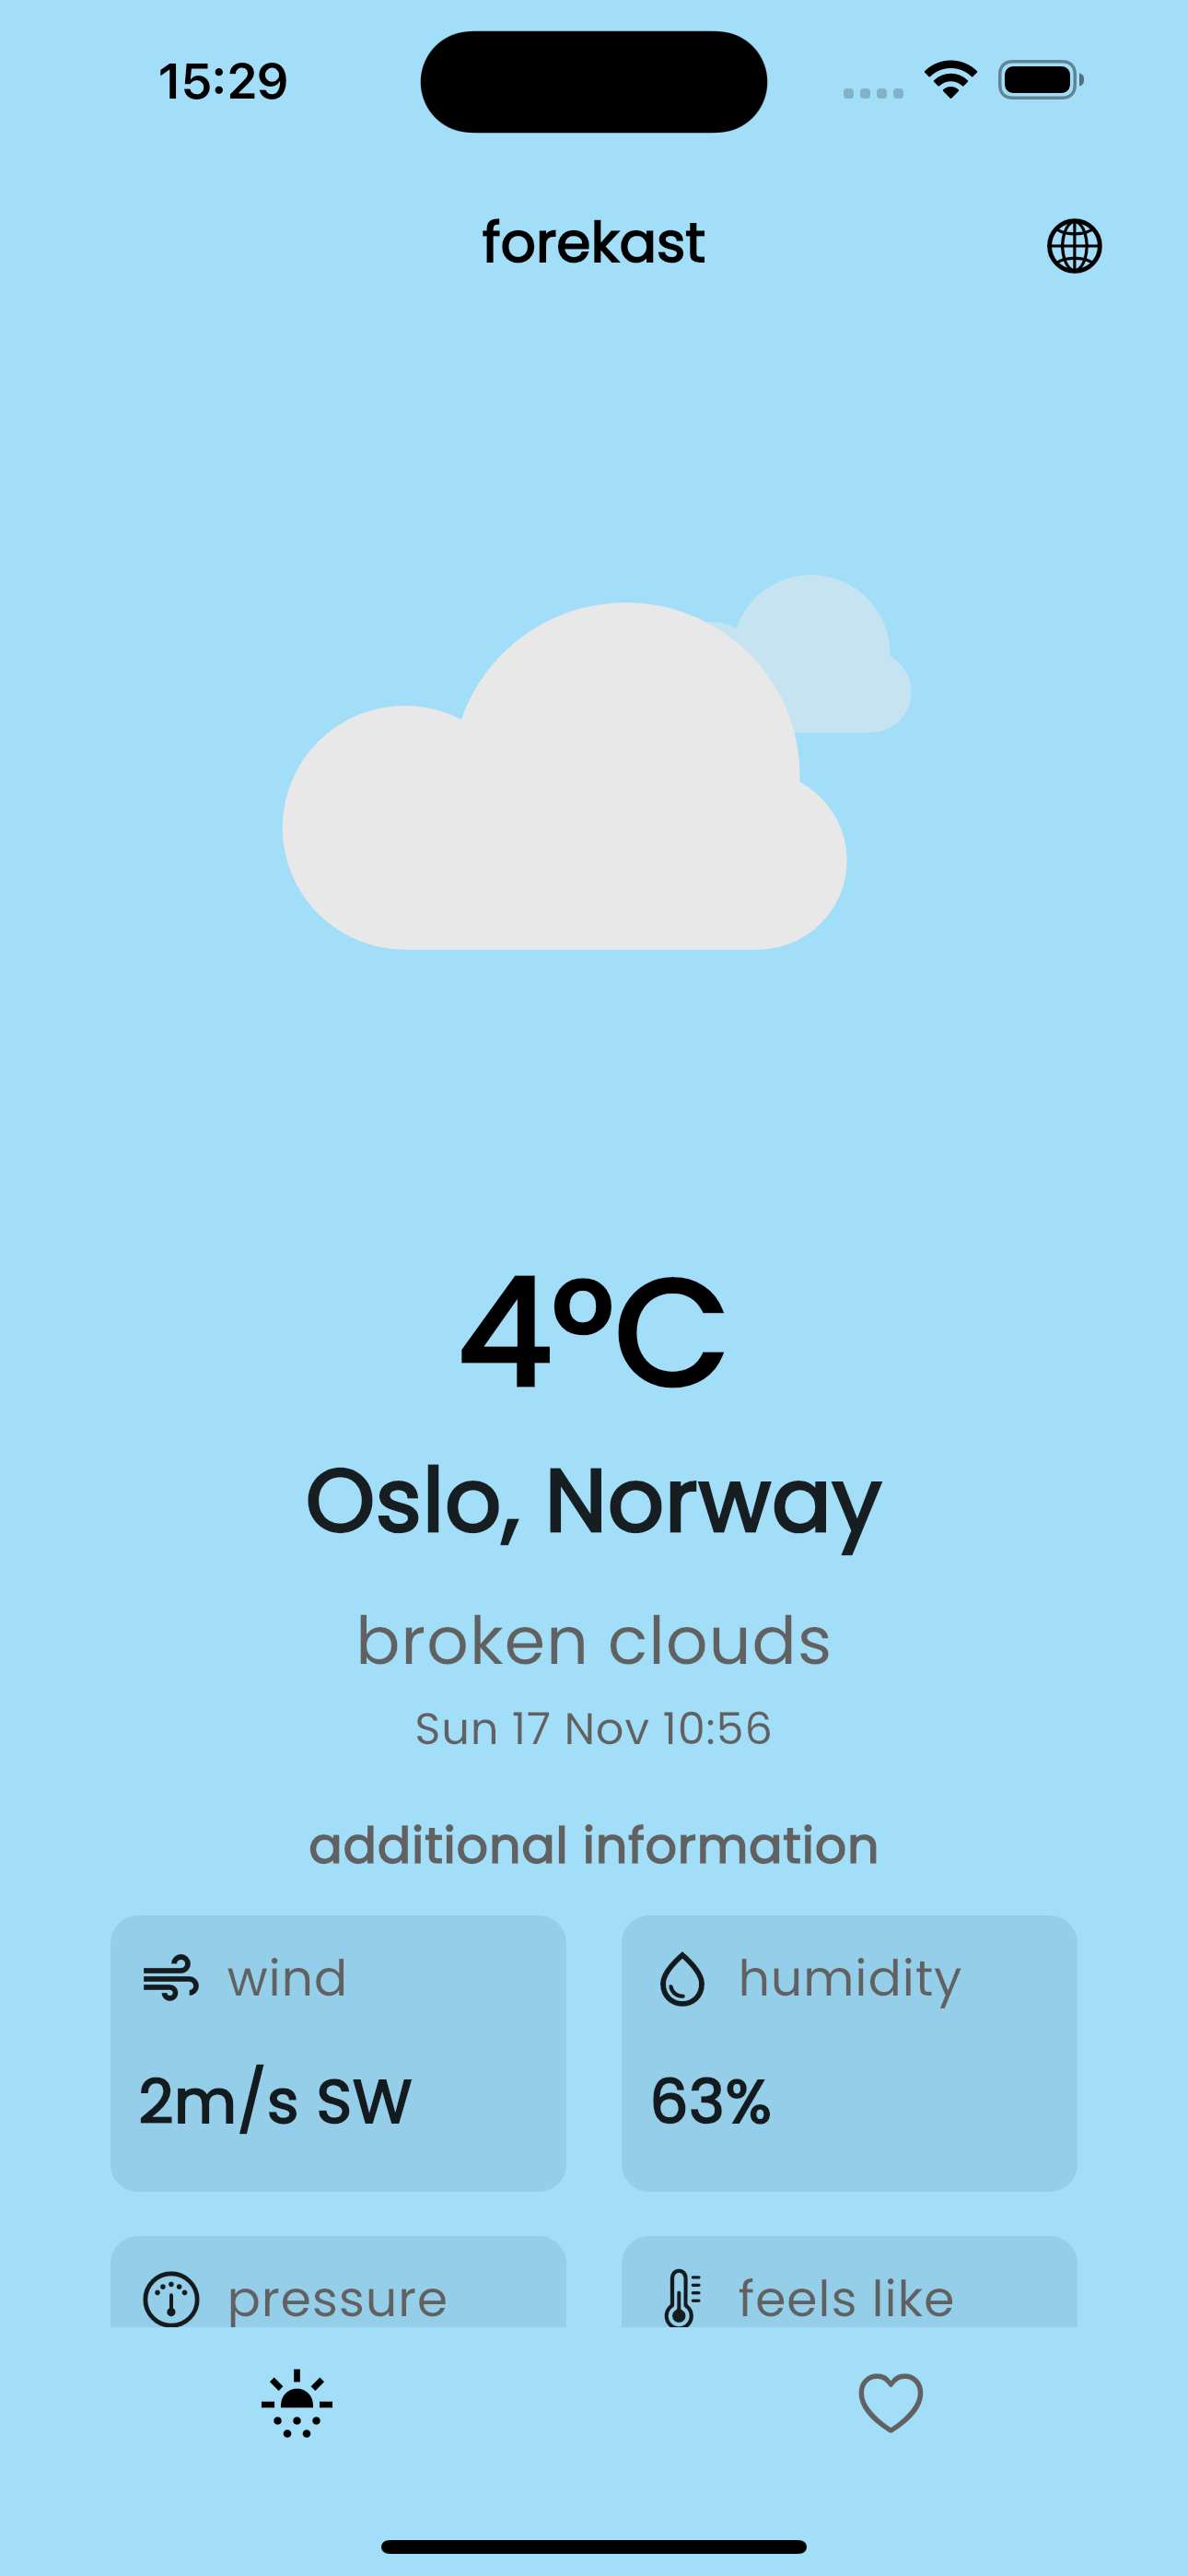 15:29
forekast
4°C
Oslo, Norway
broken clouds
Sun 17 Nov 10:56
additional information
wind
humidity
2m/s SW
63%
pressure
feels like